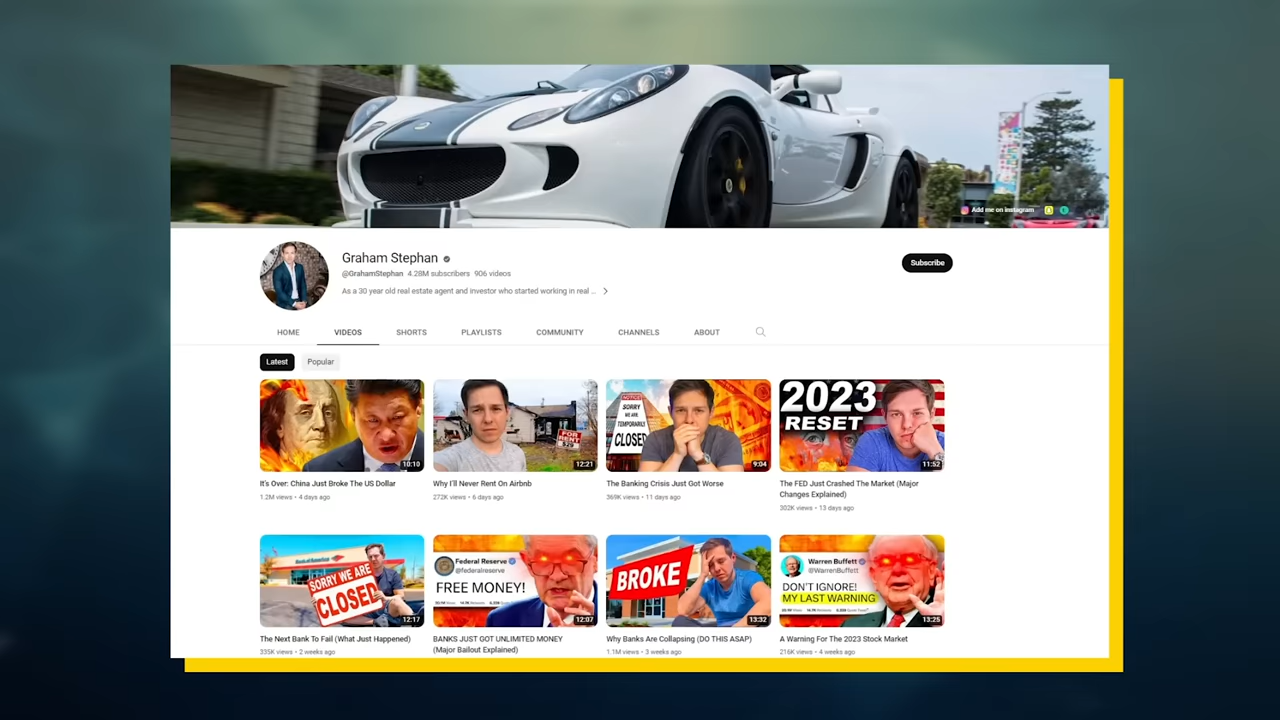 Add me on instagram
Graham Stephan
@GrahamStephan 4.28M subscribers 906 videos
As a 30 year old real estate agent and investor who started working in real ...
Subscribe
HOME VIDEOS SHORTS PLAYLISTS COMMUNITY CHANNELS ABOUT
Latest Popular
10:10
FOR RENT
12:21
NOTICE
SORRY
WE ARE
TEMPORARILY
CLOSED
9:04
2023
RESET
11:52
It's Over: China Just Broke The US Dollar
1.2M views • 4 days ago
Why I'll Never Rent On Airbnb
272K views • 6 days ago
The Banking Crisis Just Got Worse
369K views • 11 days ago
The FED Just Crashed The Market (Major
Changes Explained)
302K views • 13 days ago
Bank of America
SORRY WE ARE
CLOSED
12:17
Federal Reserve
@federalreserve
FREE MONEY!
12:07
BROKE
13:32
Warren Buffett
@WarrenBuffett
DON'T IGNORE!
MY LAST WARNING
13:25
The Next Bank To Fail (What Just Happened)
335K views • 2 weeks ago
BANKS JUST GOT UNLIMITED MONEY
(Major Bailout Explained)
Why Banks Are Collapsing (DO THIS ASAP)
1.1M views • 3 weeks ago
A Warning For The 2023 Stock Market
216K views • 4 weeks ago